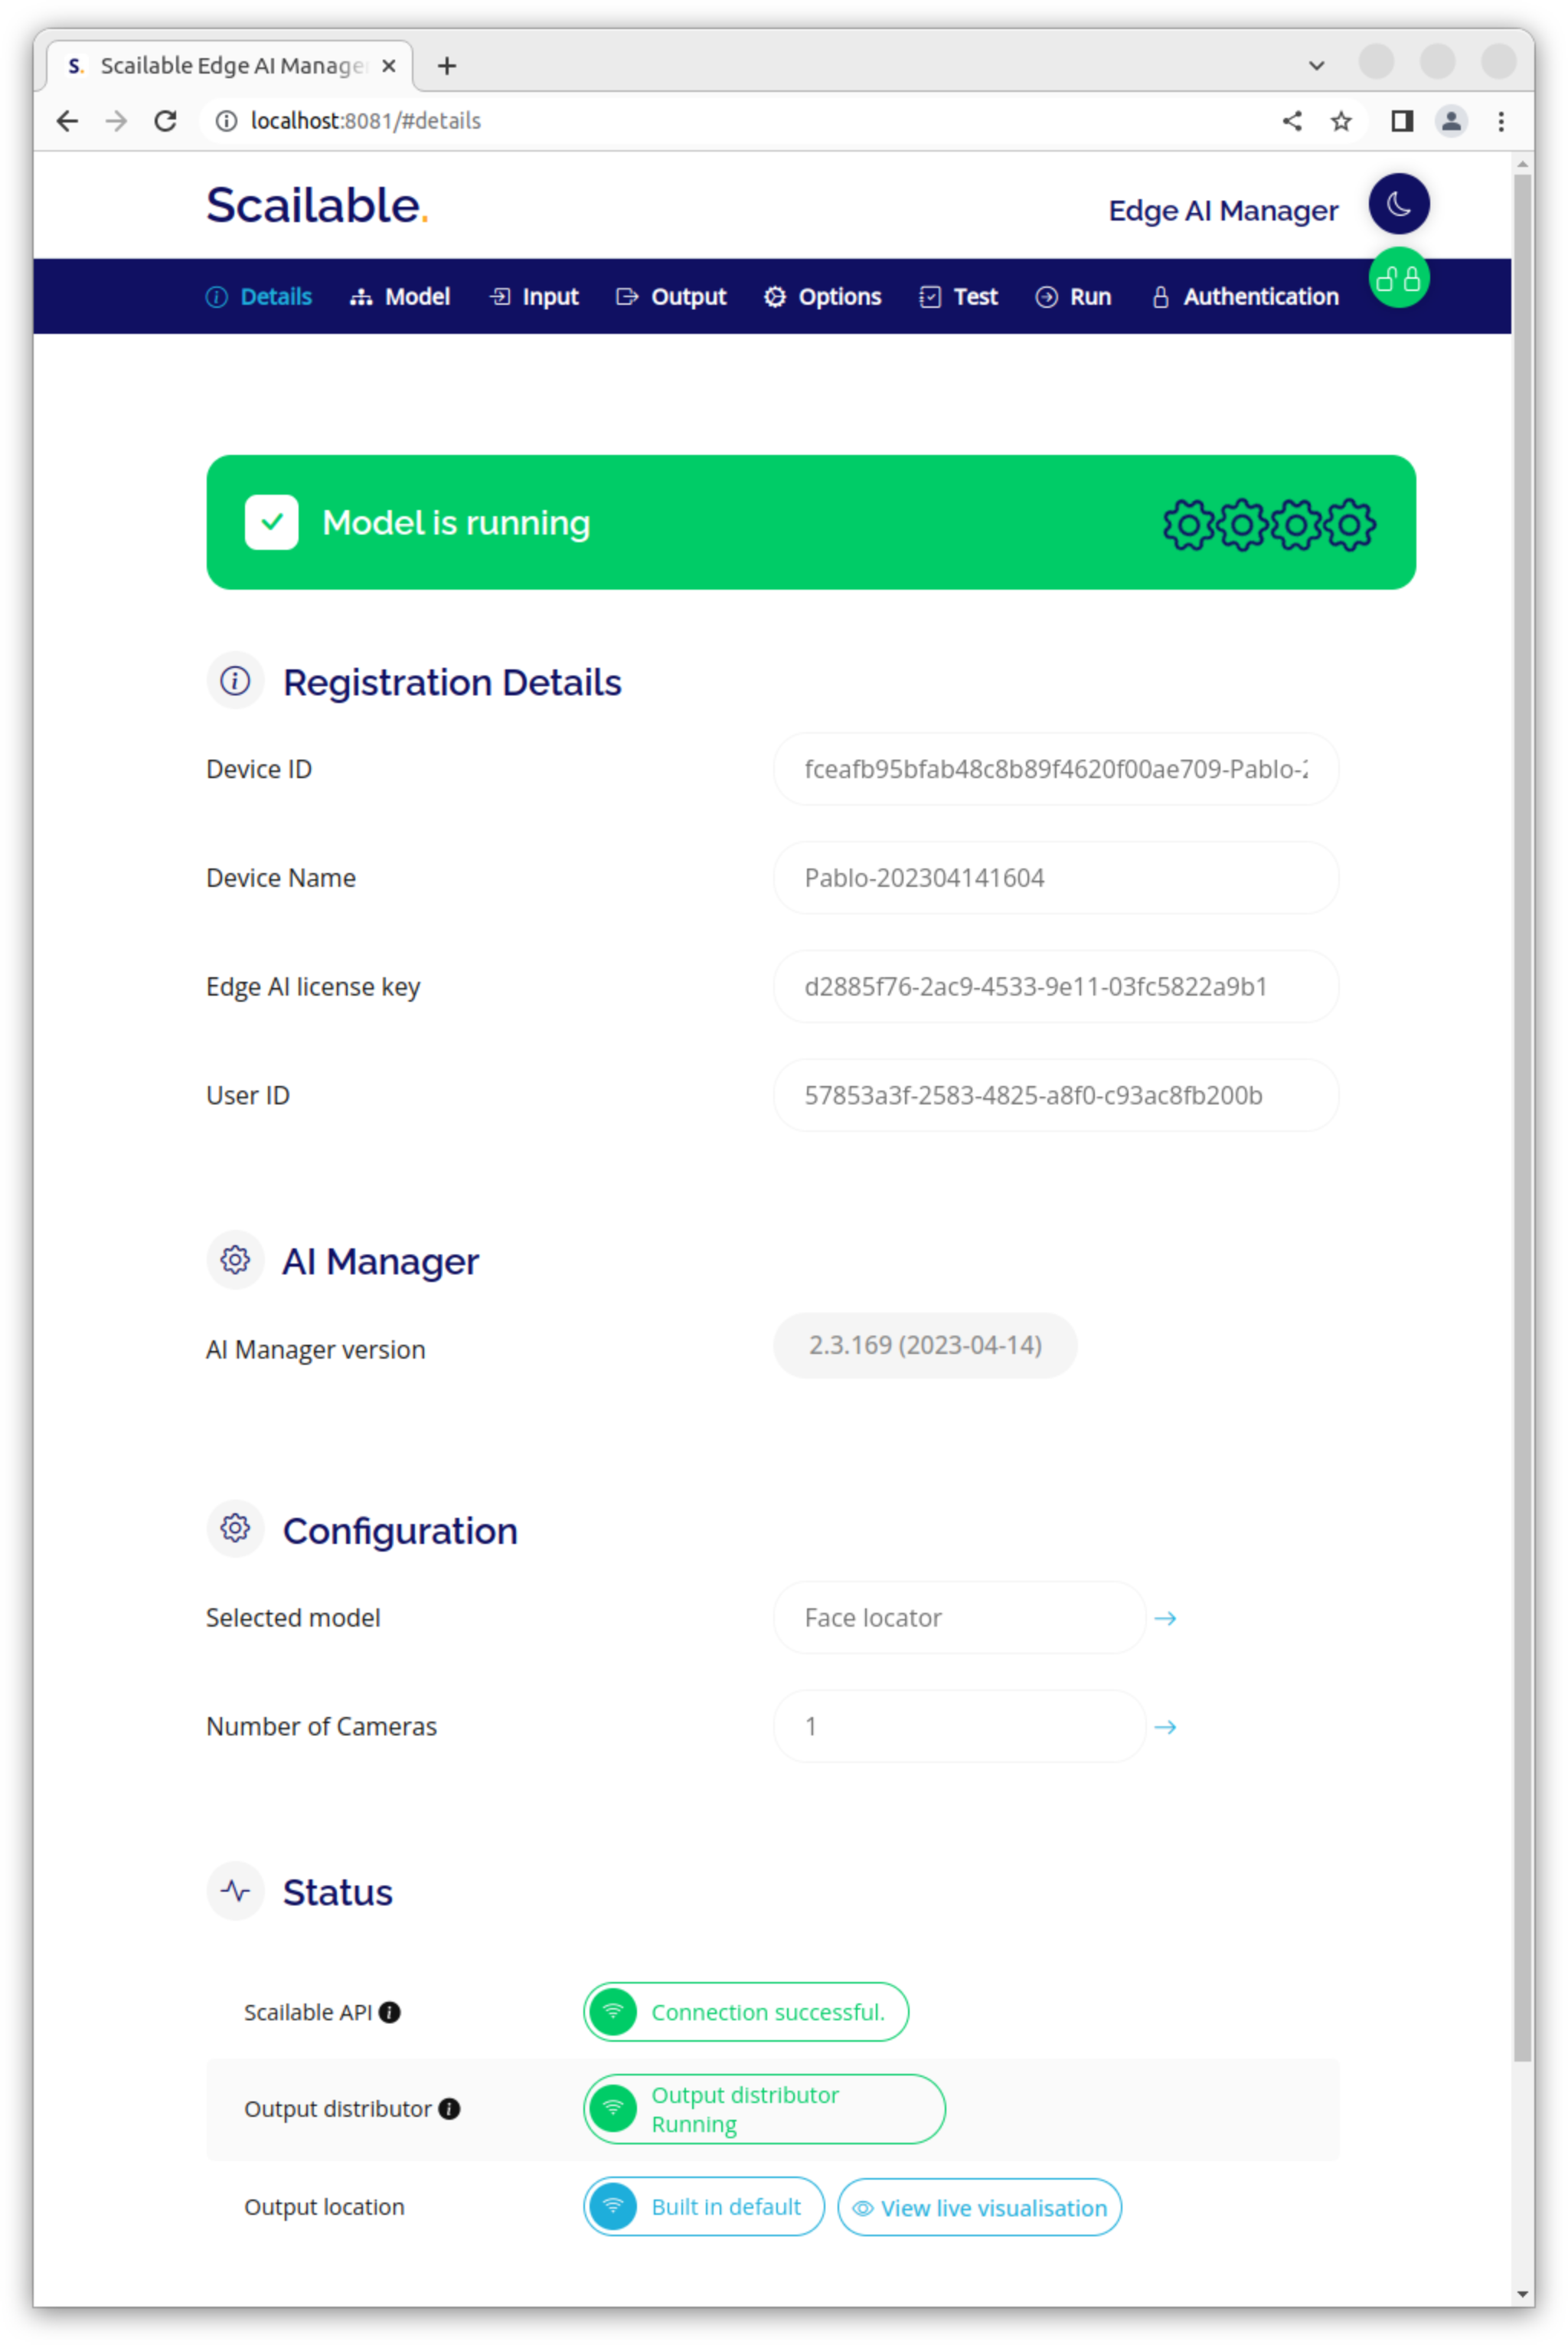 S. Scailable Edge AI Manage
localhost:8081/#details
Scailable.
Edge AI Manager
Details Model Input Output Options Test Run Authentication
Model is running
Registration Details
Device ID fceafb95bfab48c8b89f4620f00ae709-Pablo-2
Device Name Pablo-202304141604
Edge AI license key d2885f76-2ac9-4533-9e11-03fc5822a9b1
User ID 57853a3f-2583-4825-a8f0-c93ac8fb200b
AI Manager
AI Manager version 2.3.169 (2023-04-14)
Configuration
Selected model Face locator
Number of Cameras 1
Status
Scailable API Connection successful.
Output distributor Output distributor
Running
Output location Built in default View live visualisation